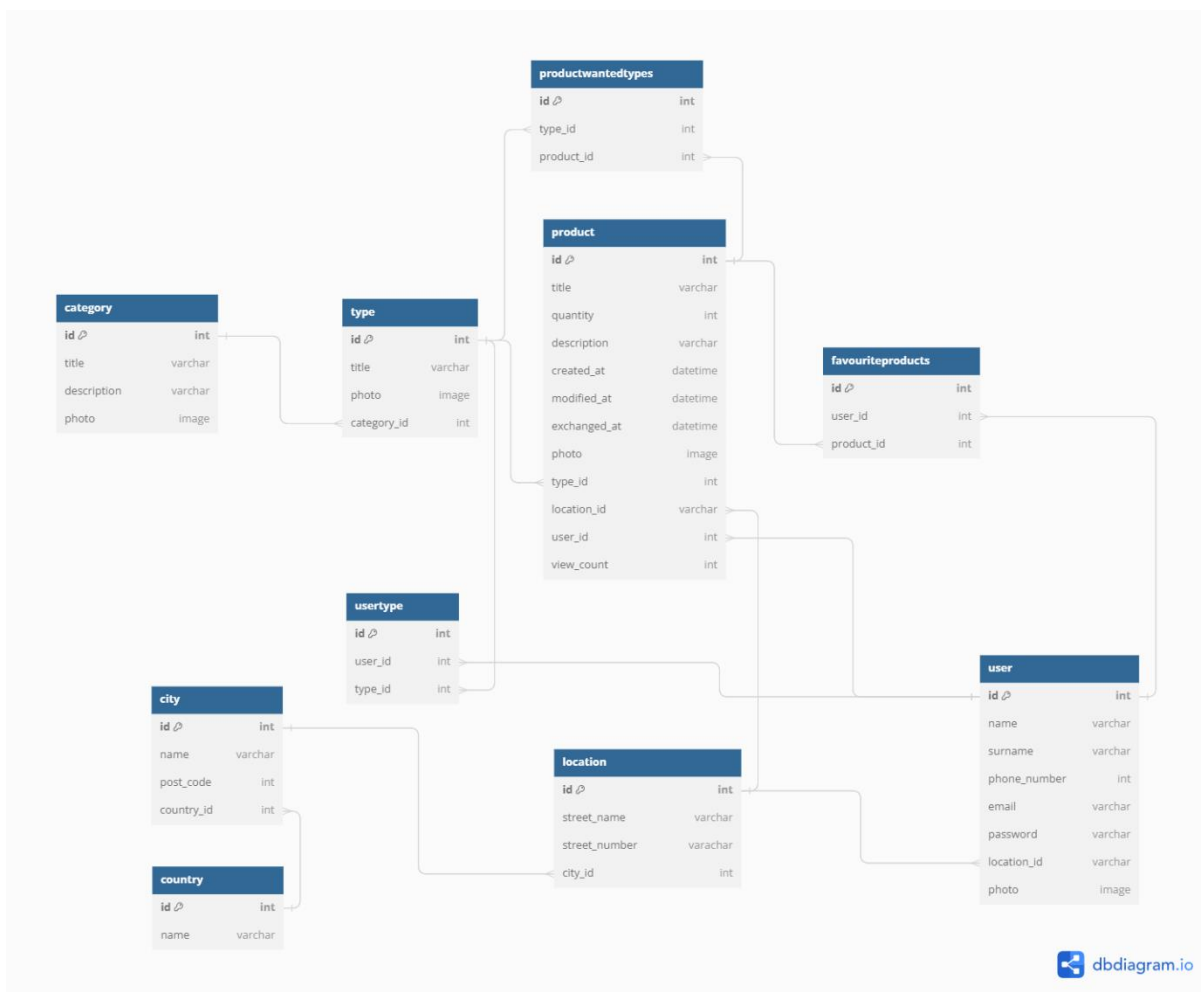 productwantedtypes
id int
type_id int
product_id int
product
id int
title varchar
quantity int
description varchar
created_at datetime
modified_at datetime
exchanged_at datetime
photo image
type_id int
location_id varchar
user_id int
view_count int
category
id int
title varchar
description varchar
photo image
type
id int
title varchar
photo image
category_id int
favouriteproducts
id int
user_id int
product_id int
usertype
id int
user_id int
type_id int
user
id int
name varchar
surname varchar
phone_number int
email varchar
password varchar
location_id varchar
photo image
city
id int
name varchar
post_code int
country_id int
location
id int
street_name varchar
street_number varachar
city_id int
country
id int
name varchar
dbdiagram.io